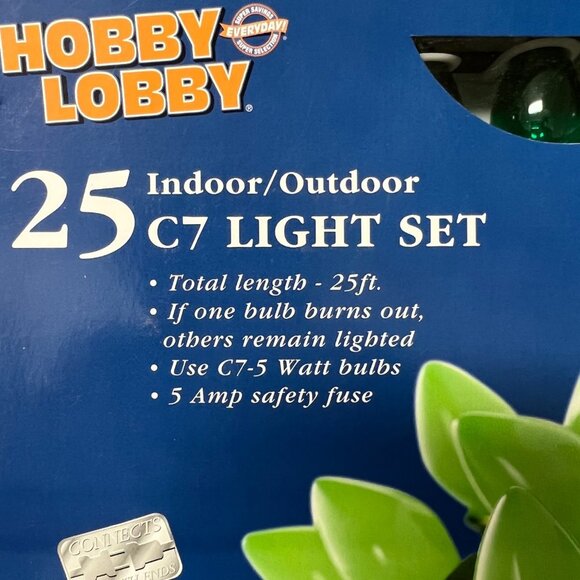 HOBBY
LOBBY®
SUPER SAVINGS
EVERYDAY!
SUPER SELECTION!
25 Indoor/Outdoor
C7 LIGHT SET
• Total length - 25ft.
• If one bulb burns out,
others remain lighted
• Use C7-5 Watt bulbs
• 5 Amp safety fuse
CONNECTS
ENDS